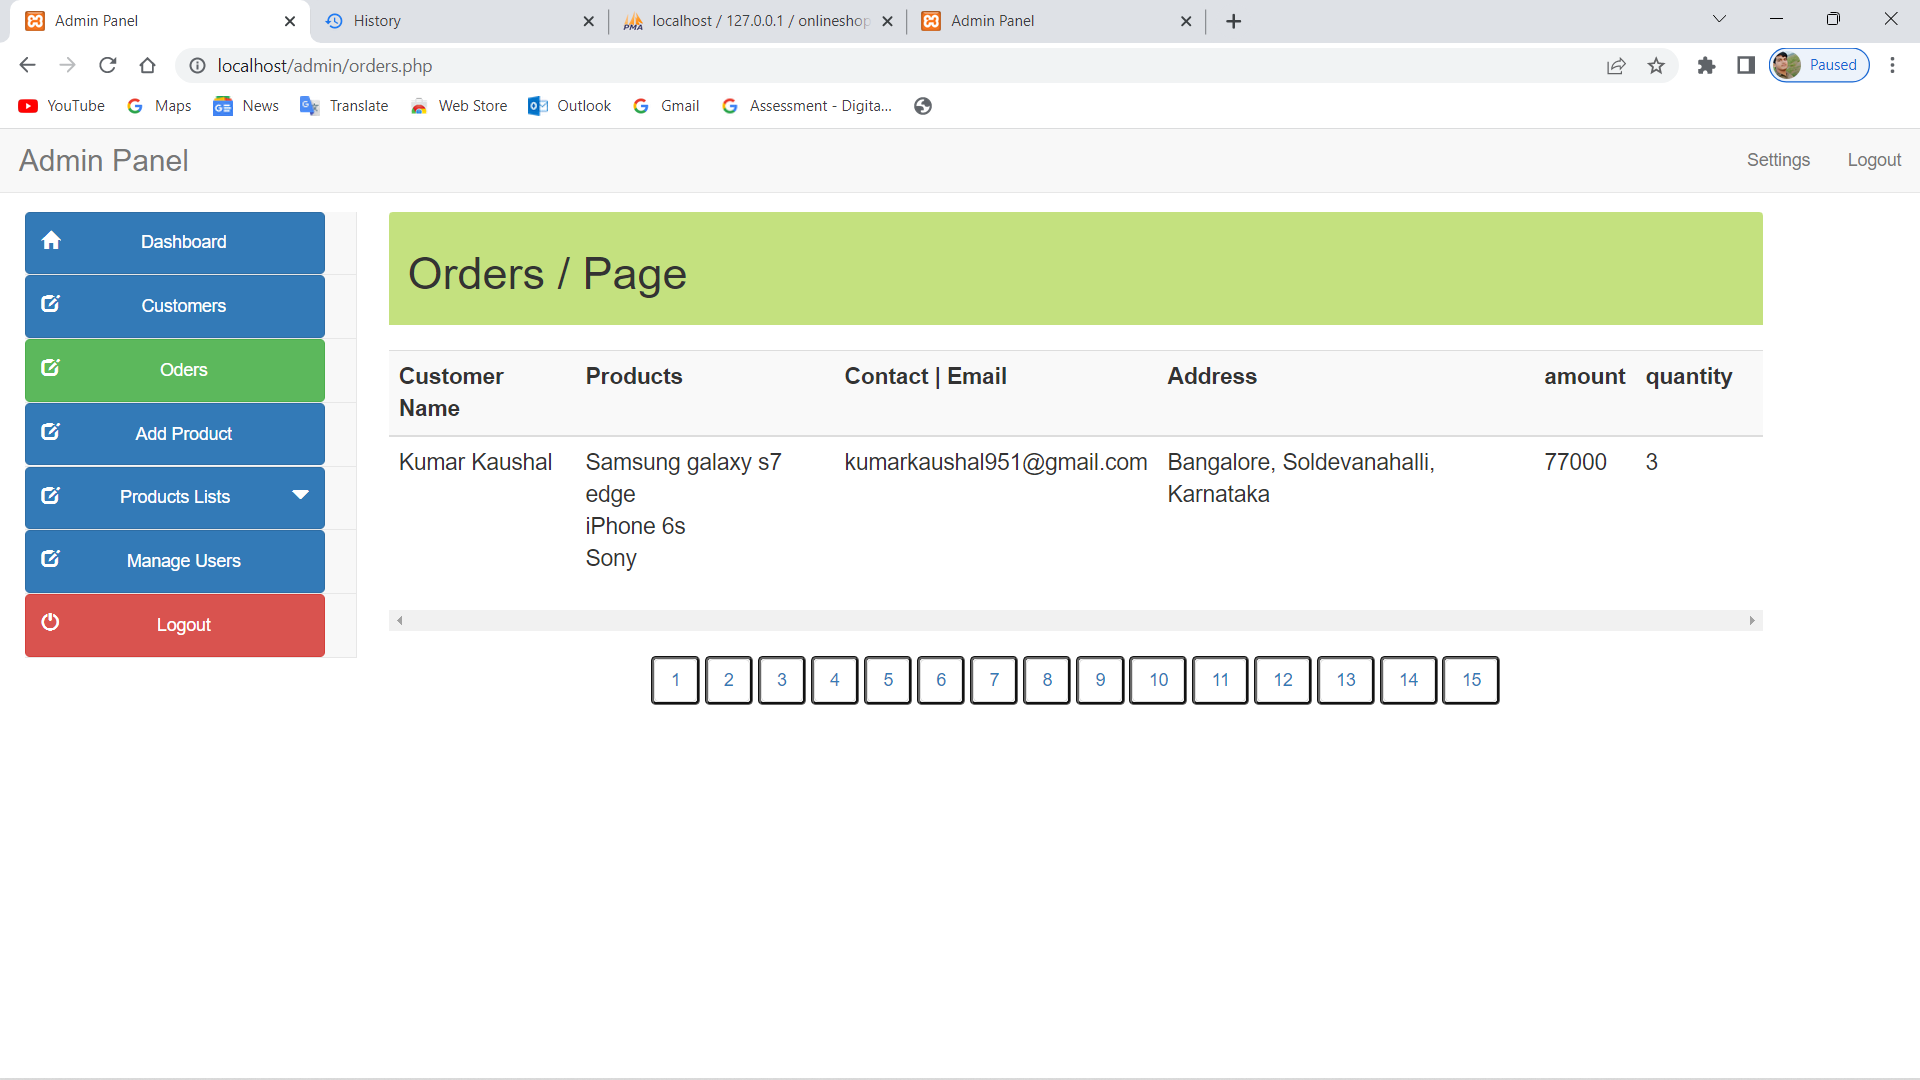 Admin Panel
History
localhost / 127.0.0.1 / onlineshop
Admin Panel
localhost/admin/orders.php
Paused
YouTube
Maps
News
Translate
Web Store
Outlook
Gmail
Assessment - Digita...
Admin Panel
Settings
Logout
Dashboard
Customers
Oders
Add Product
Products Lists
Manage Users
Logout
Orders / Page
Customer Name Products Contact | Email Address amount quantity
Kumar Kaushal Samsung galaxy s7 kumarkaushal951@gmail.com Bangalore, Soldevanahalli, 77000 3
edge Karnataka
iPhone 6s
Sony
1 2 3 4 5 6 7 8 9 10 11 12 13 14 15